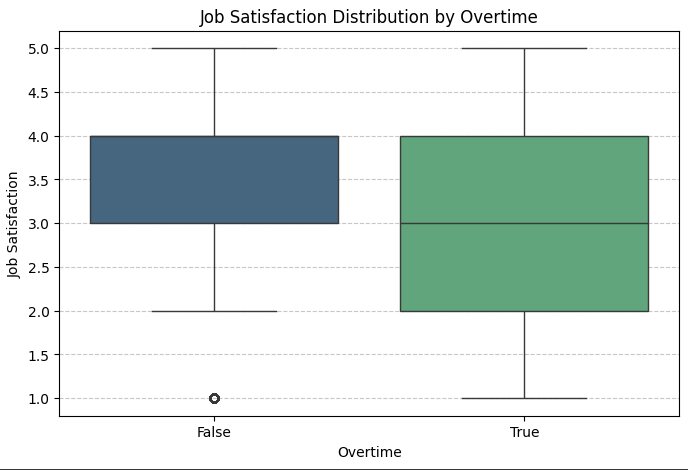 Job Satisfaction Distribution by Overtime
Job Satisfaction
5.0
4.5
4.0
3.5
3.0
2.5
2.0
1.5
1.0
False
True
Overtime